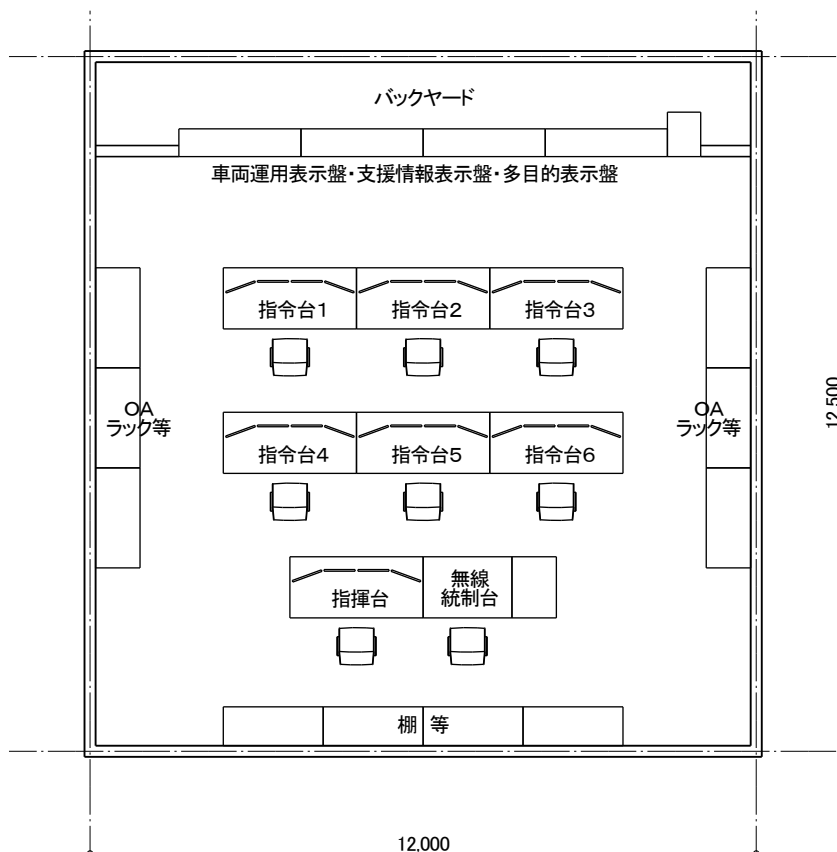 バックヤード
車両運用表示盤・支援情報表示盤・多目的表示盤
指令台1
指令台2
指令台3
OA
ラック等
OA
ラック等
12,500
指令台4
指令台5
指令台6
指揮台
無線
統制台
棚 等
12,000